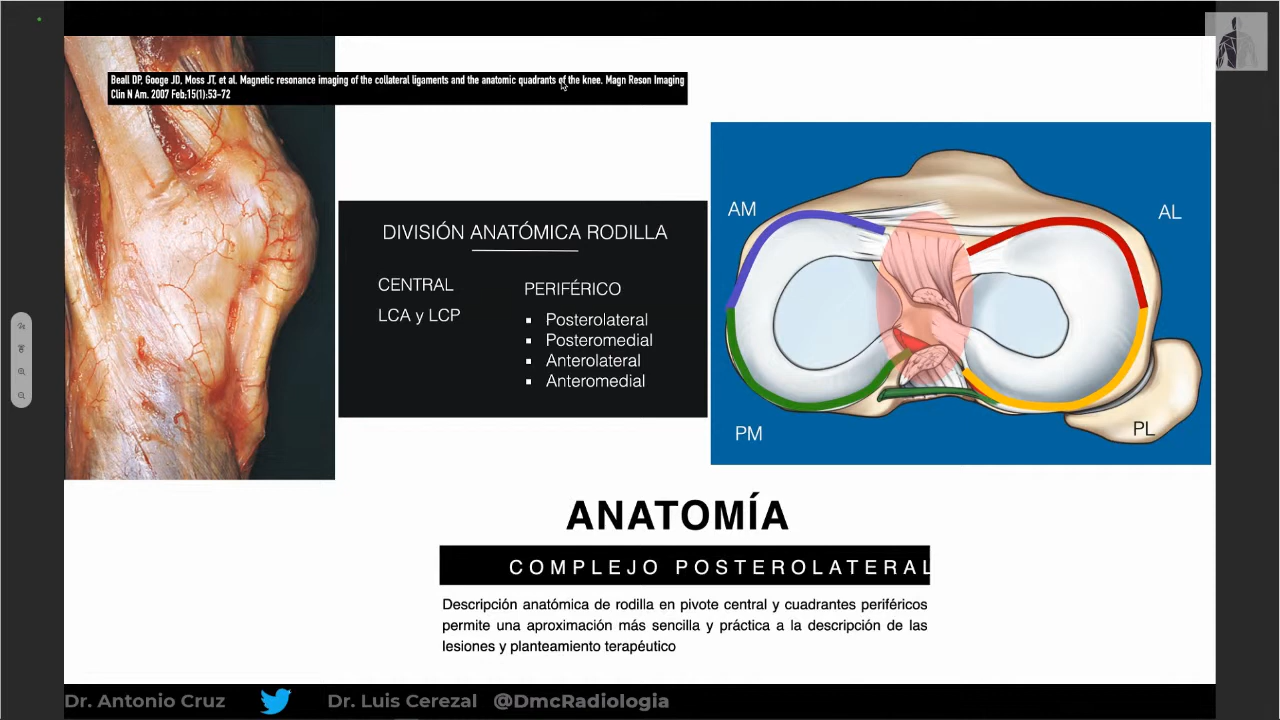 Beall DP, Googe JD, Moss JT, et al. Magnetic resonance imaging of the collateral ligaments and the anatomic quadrants of the knee. Magn Reson Imaging
Clin N Am. 2007 Feb;15(1):53-72
DIVISIÓN ANATÓMICA RODILLA
CENTRAL
LCA y LCP
PERIFÉRICO
▪ Posterolateral
▪ Posteromedial
▪ Anterolateral
▪ Anteromedial
AM
AL
PM
PL
ANATOMÍA
COMPLEJO POSTEROLATERAL
Descripción anatómica de rodilla en pivote central y cuadrantes periféricos
permite una aproximación más sencilla y práctica a la descripción de las
lesiones y planteamiento terapéutico
Dr. Antonio Cruz Dr. Luis Cerezal @DmcRadiologia